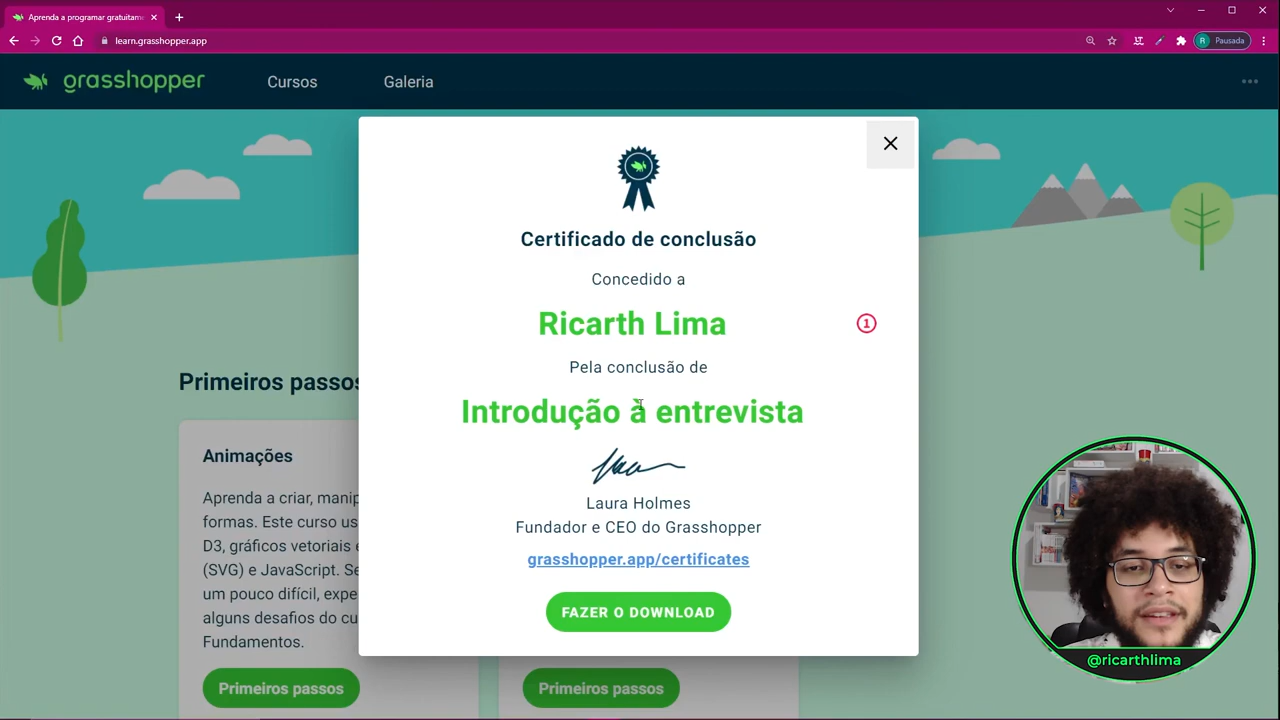 Aprenda a programar gratuitam
learn.grasshopper.app
R Pausada
grasshopper
Cursos
Galeria
Certificado de conclusão
Concedido a
Ricarth Lima
1
Pela conclusão de
Introdução à entrevista
Laura Holmes
Fundador e CEO do Grasshopper
grasshopper.app/certificates
FAZER O DOWNLOAD
Primeiros passos
Animações
Aprenda a criar, manip
formas. Este curso us
D3, gráficos vetoriais e
(SVG) e JavaScript. Se
um pouco difícil, expe
alguns desafios do cu
Fundamentos.
Primeiros passos
Primeiros passos
@ricarthlima